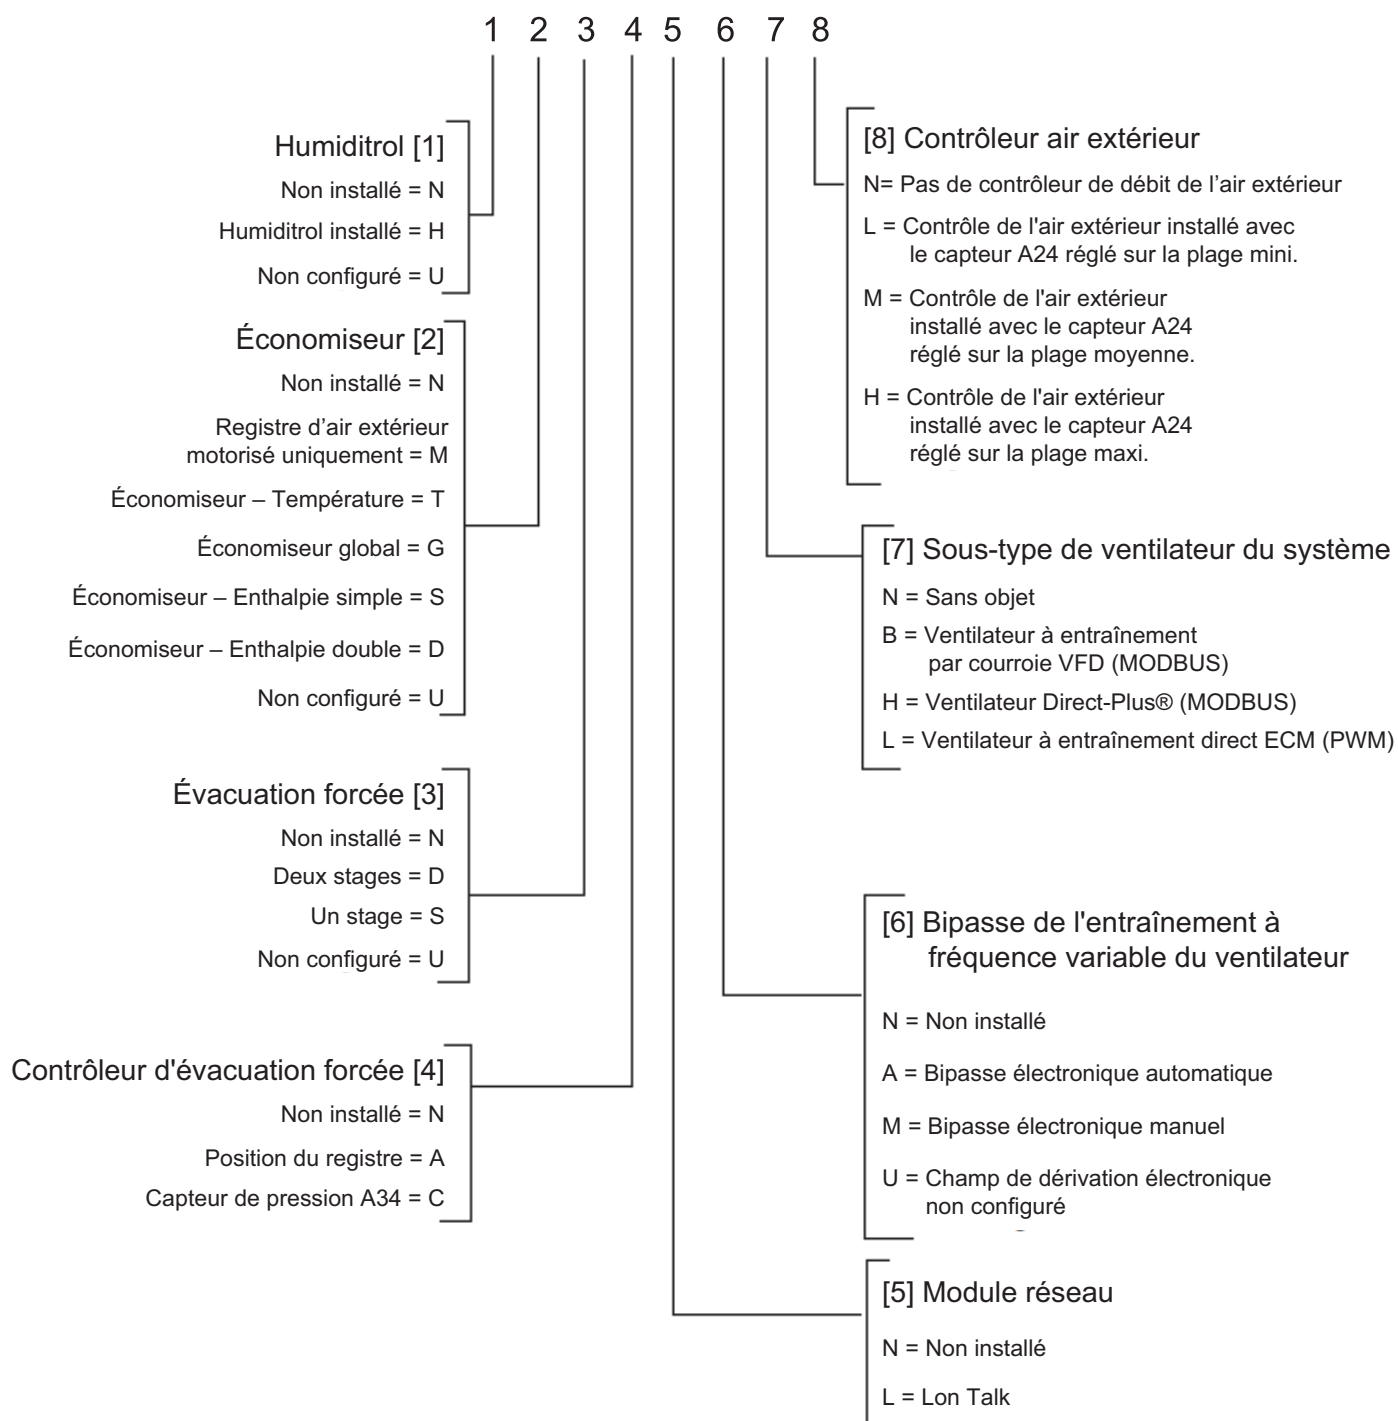 1 2 3 4 5 6 7 8
Humiditrol [1]
Non installé = N
Humiditrol installé = H
Non configuré = U
Économiseur [2]
Non installé = N
Registre d’air extérieur
motorisé uniquement = M
Économiseur – Température = T
Économiseur global = G
Économiseur – Enthalpie simple = S
Économiseur – Enthalpie double = D
Non configuré = U
Évacuation forcée [3]
Non installé = N
Deux stages = D
Un stage = S
Non configuré = U
Contrôleur d'évacuation forcée [4]
Non installé = N
Position du registre = A
Capteur de pression A34 = C
[8] Contrôleur air extérieur
N= Pas de contrôleur de débit de l’air extérieur
L = Contrôle de l'air extérieur installé avec
le capteur A24 réglé sur la plage mini.
M = Contrôle de l'air extérieur
installé avec le capteur A24
réglé sur la plage moyenne.
H = Contrôle de l'air extérieur
installé avec le capteur A24
réglé sur la plage maxi.
[7] Sous-type de ventilateur du système
N = Sans objet
B = Ventilateur à entraînement
par courroie VFD (MODBUS)
H = Ventilateur Direct-Plus® (MODBUS)
L = Ventilateur à entraînement direct ECM (PWM)
[6] Bipasse de l'entraînement à
fréquence variable du ventilateur
N = Non installé
A = Bipasse électronique automatique
M = Bipasse électronique manuel
U = Champ de dérivation électronique
non configuré
[5] Module réseau
N = Non installé
L = Lon Talk